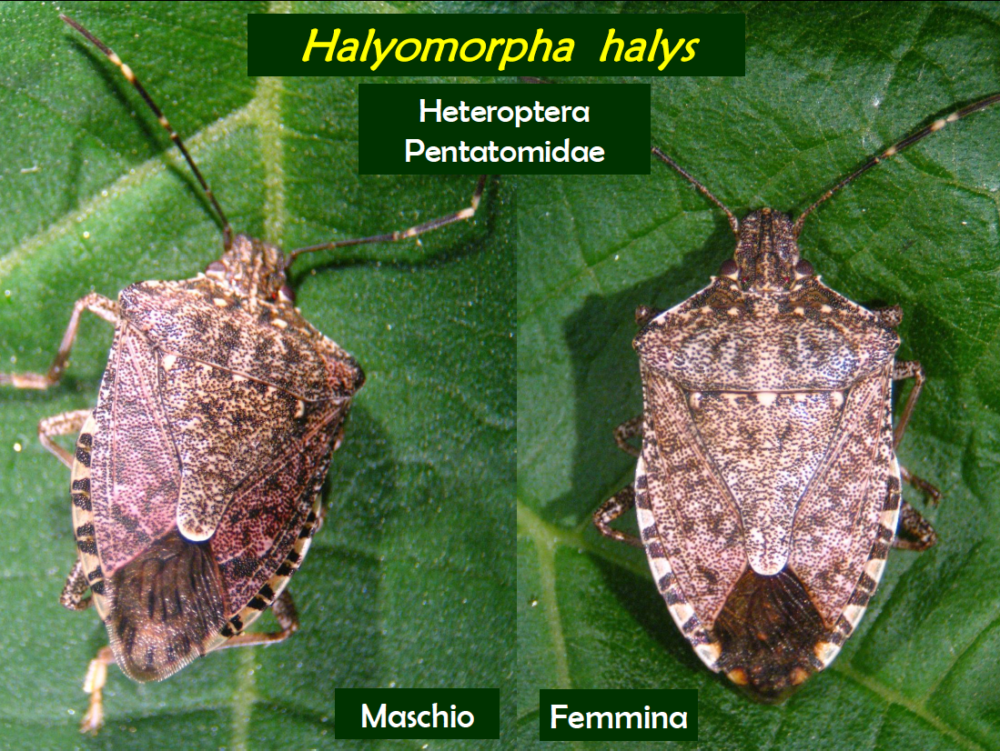 Halyomorpha halys
Heteroptera
Pentatomidae
Maschio
Femmina